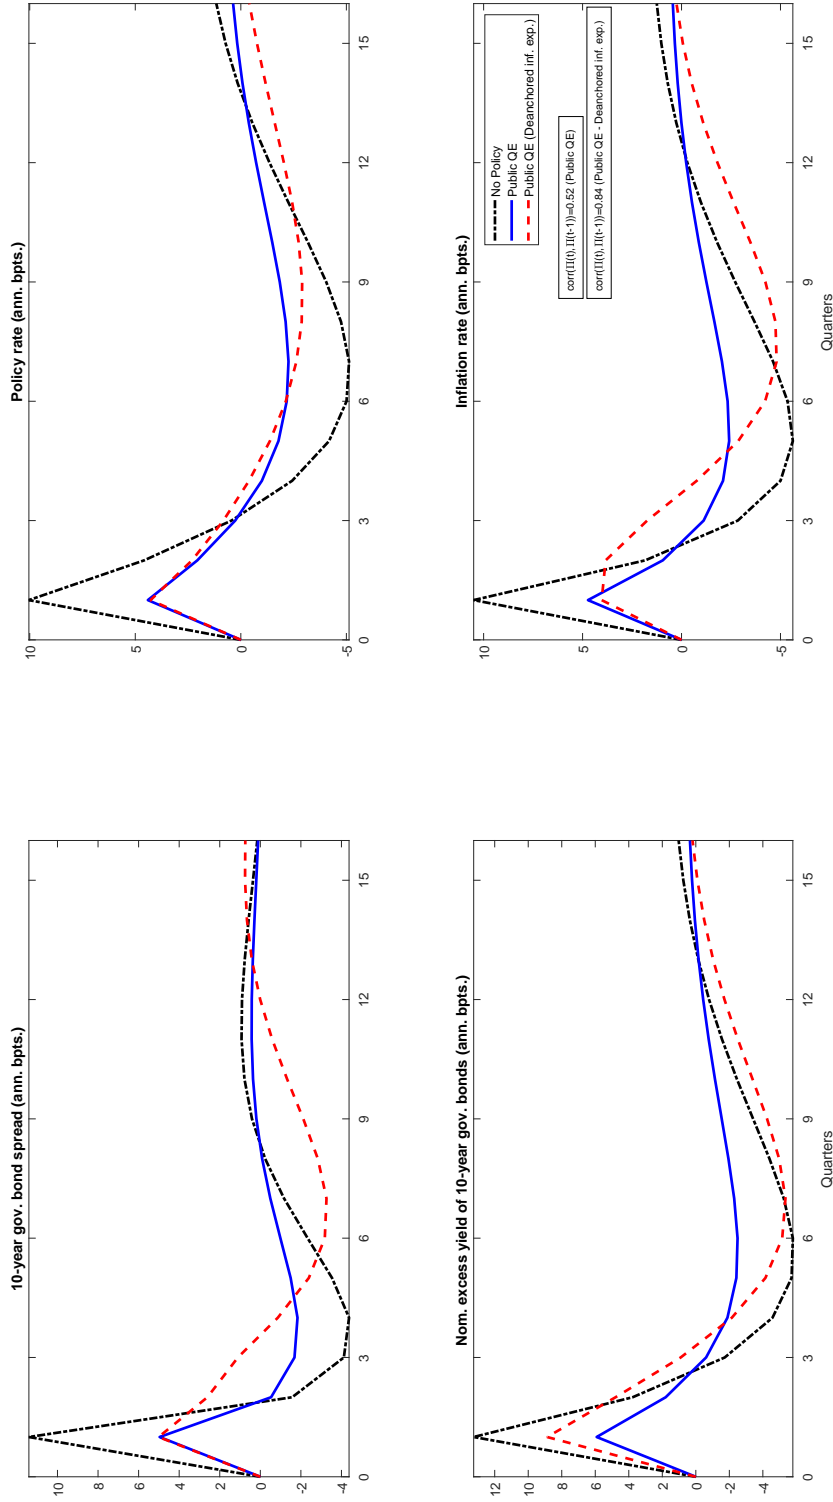 10-year gov. bond spread (ann. bpts.)
10
8
6
4
2
0
-2
-4
0 3 6 9 12 15
Policy rate (ann. bpts.)
10
5
0
-5
0 3 6 9 12 15
Nom. excess yield of 10-year gov. bonds (ann. bpts.)
12
10
8
6
4
2
0
-2
-4
0 3 6 9 12 15
Quarters
Inflation rate (ann. bpts.)
10
5
0
-5
0 3 6 9 12 15
Quarters
No Policy
Public QE
Public QE (Deanchored inf. exp.)
corr(Π(t),Π(t-1))=0.52 (Public QE)
corr(Π(t),Π(t-1))=0.84 (Public QE - Deanchored inf. exp.)